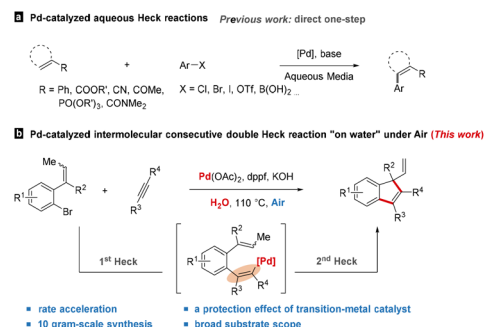 a Pd-catalyzed aqueous Heck reactions Previous work: direct one-step
R + Ar–X [Pd], base Aqueous Media Ar R
R = Ph, COOR', CN, COMe, PO(OR')3, CONMe2
X = Cl, Br, I, OTf, B(OH)2 ...
b Pd-catalyzed intermolecular consecutive double Heck reaction "on water" under Air (This work)
Me R2 R1 Br + R4 R3
Pd(OAc)2, dppf, KOH
H2O, 110 °C, Air
R2 R1 R4 R3
1st Heck
R2 Me R1 [Pd] R3 R4
2nd Heck
rate acceleration
a protection effect of transition-metal catalyst
10 gram-scale synthesis
broad substrate scope